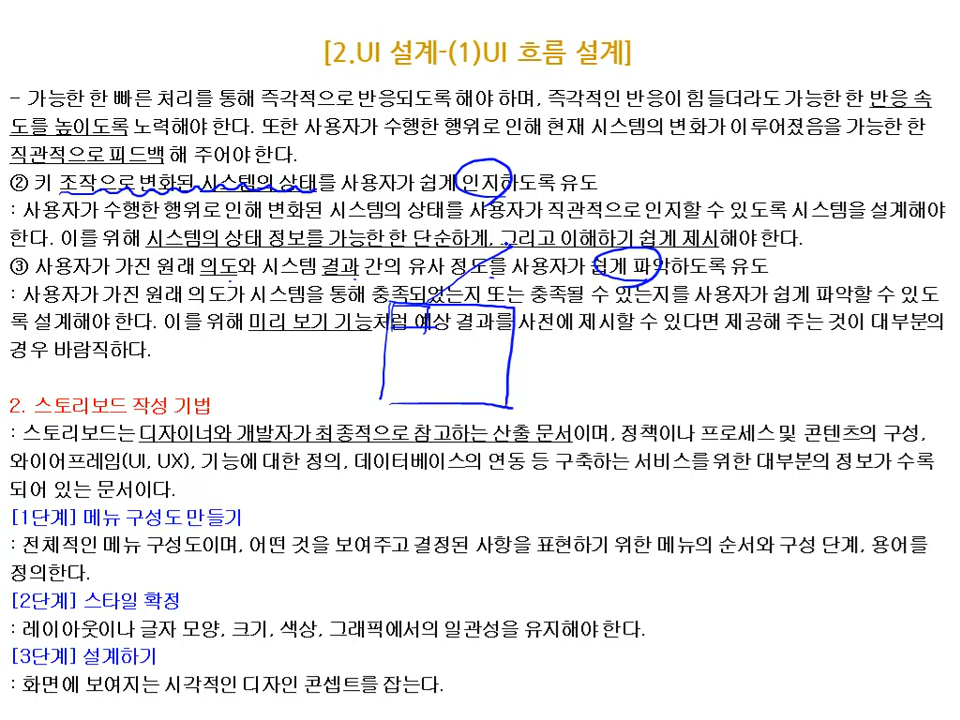 [2.UI 설계-(1)UI 흐름 설계]
- 가능한 한 빠른 처리를 통해 즉각적으로 반응되도록 해야 하며, 즉각적인 반응이 힘들더라도 가능한 한 반응 속
도를 높이도록 노력해야 한다. 또한 사용자가 수행한 행위로 인해 현재 시스템의 변화가 이루어졌음을 가능한 한
직관적으로 피드백 해 주어야 한다.
② 키 조작으로 변화된 시스템의 상태를 사용자가 쉽게 인지하도록 유도
: 사용자가 수행한 행위로 인해 변화된 시스템의 상태를 사용자가 직관적으로 인지할 수 있도록 시스템을 설계해야
한다. 이를 위해 시스템의 상태 정보를 가능한 한 단순하게, 그리고 이해하기 쉽게 제시해야 한다.
③ 사용자가 가진 원래 의도와 시스템 결과 간의 유사 정도를 사용자가 쉽게 파악하도록 유도
: 사용자가 가진 원래 의도가 시스템을 통해 충족되었는지 또는 충족될 수 있는지를 사용자가 쉽게 파악할 수 있도
록 설계해야 한다. 이를 위해 미리 보기 기능처럼 예상 결과를 사전에 제시할 수 있다면 제공해 주는 것이 대부분의
경우 바람직하다.
2. 스토리보드 작성 기법
: 스토리보드는 디자이너와 개발자가 최종적으로 참고하는 산출 문서이며, 정책이나 프로세스 및 콘텐츠의 구성,
와이어프레임(UI, UX), 기능에 대한 정의, 데이터베이스의 연동 등 구축하는 서비스를 위한 대부분의 정보가 수록
되어 있는 문서이다.
[1단계] 메뉴 구성도 만들기
: 전체적인 메뉴 구성도이며, 어떤 것을 보여주고 결정된 사항을 표현하기 위한 메뉴의 순서와 구성 단계, 용어를
정의한다.
[2단계] 스타일 확정
: 레이아웃이나 글자 모양, 크기, 색상, 그래픽에서의 일관성을 유지해야 한다.
[3단계] 설계하기
: 화면에 보여지는 시각적인 디자인 콘셉트를 잡는다.